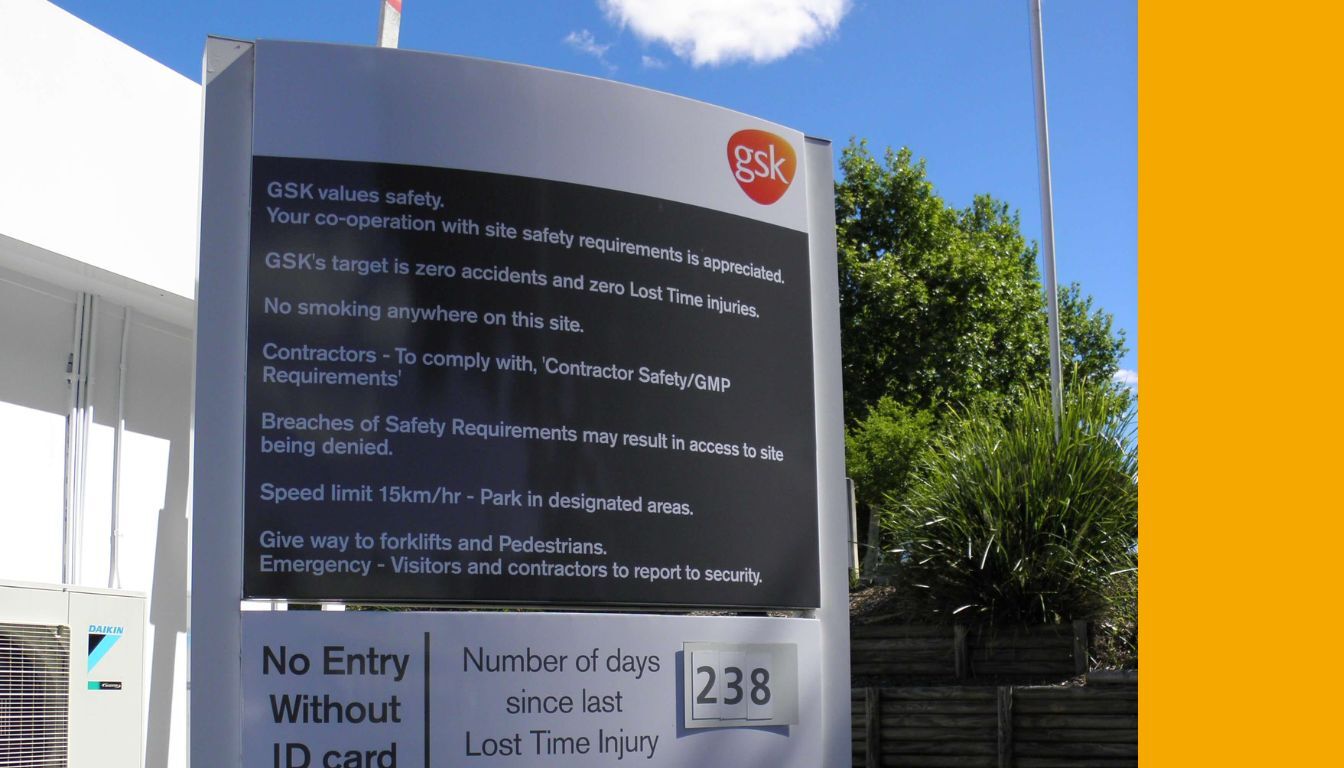 gsk
GSK values safety.
Your co-operation with site safety requirements is appreciated.
GSK's target is zero accidents and zero Lost Time injuries.
No smoking anywhere on this site.
Contractors - To comply with, 'Contractor Safety/GMP
Requirements'
Breaches of Safety Requirements may result in access to site
being denied.
Speed limit 15km/hr - Park in designated areas.
Give way to forklifts and Pedestrians.
Emergency - Visitors and contractors to report to security.
No Entry
Without
ID card
Number of days
since last
Lost Time Injury
238
DAIKIN